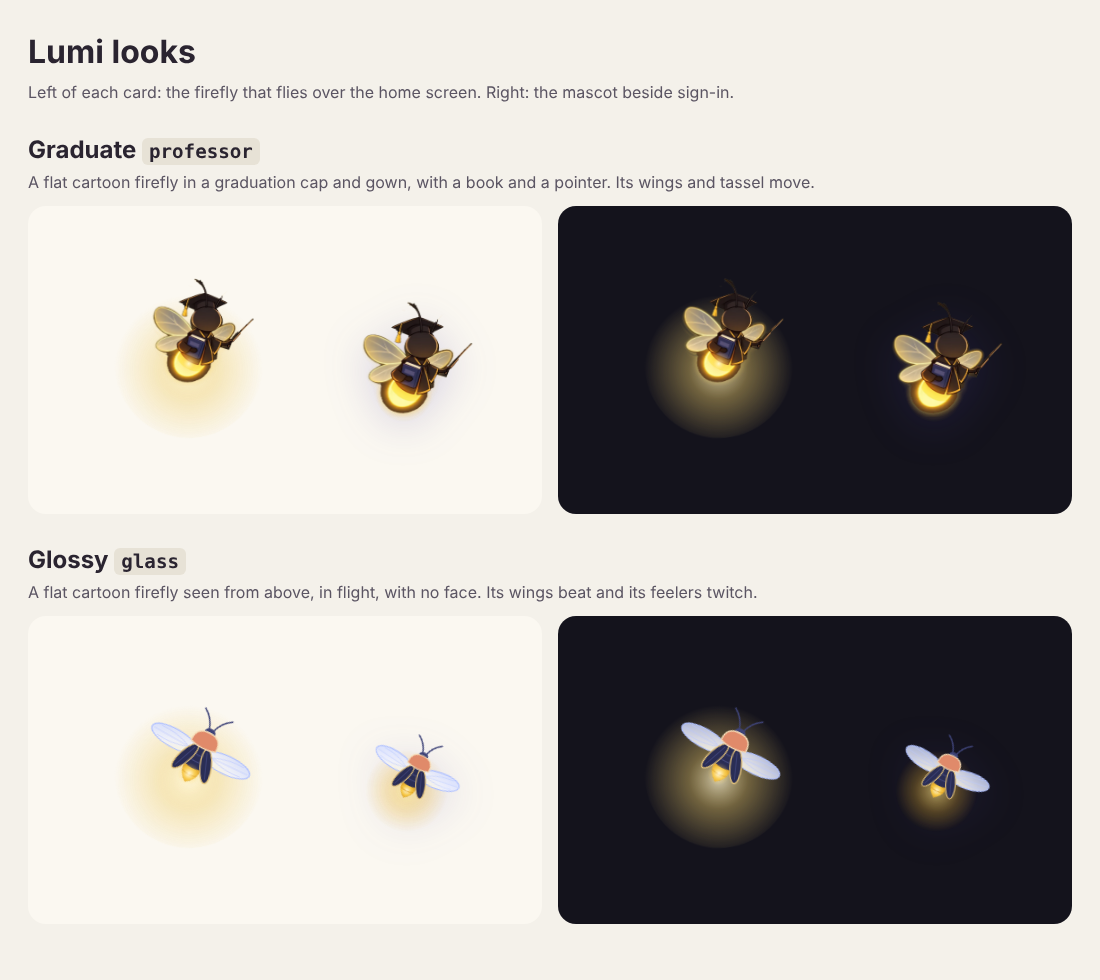 Lumi looks
Left of each card: the firefly that flies over the home screen. Right: the mascot beside sign-in.
Graduate professor
A flat cartoon firefly in a graduation cap and gown, with a book and a pointer. Its wings and tassel move.
Glossy glass
A flat cartoon firefly seen from above, in flight, with no face. Its wings beat and its feelers twitch.